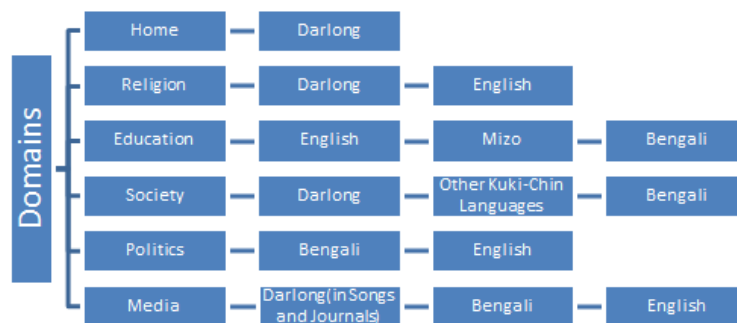 Domains
Home
Darlong
Religion
Darlong
English
Education
English
Mizo
Bengali
Society
Darlong
Other Kuki-Chin
Languages
Bengali
Politics
Bengali
English
Media
Darlong(in Songs
and Journals)
Bengali
English